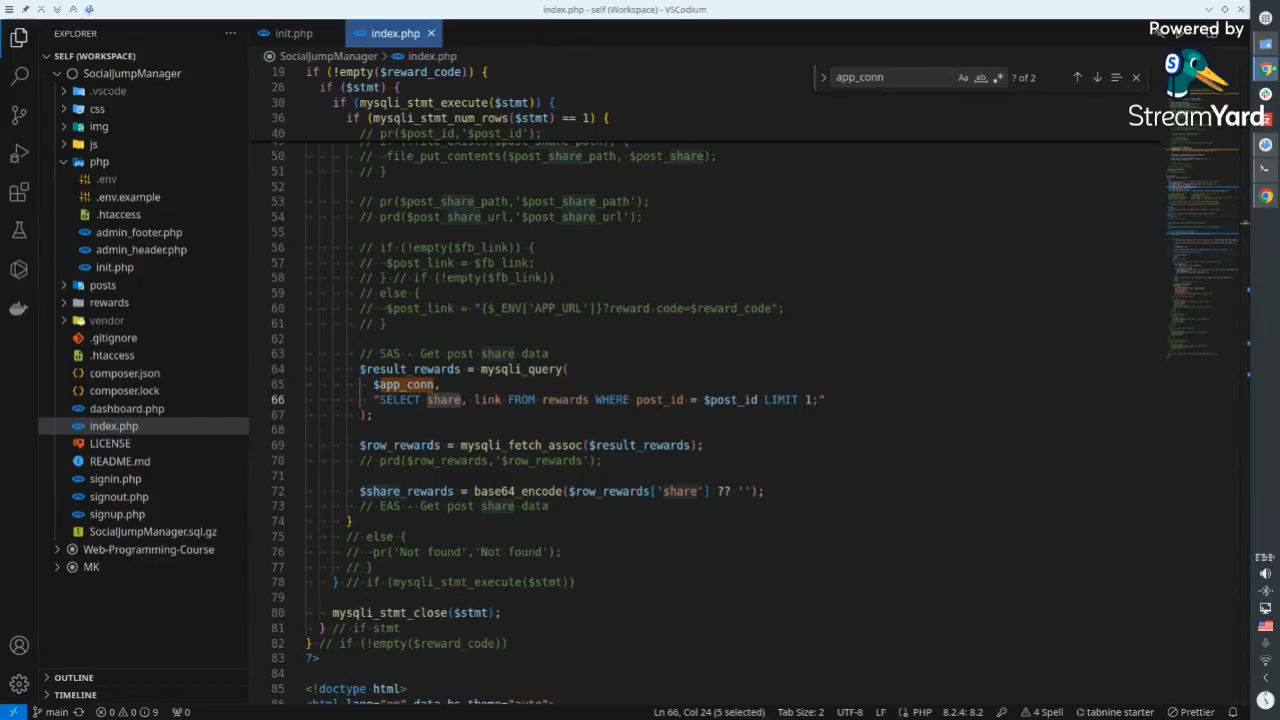 index.php - self (Workspace) - VSCodium
EXPLORER
SELF (WORKSPACE)
SocialJumpManager
.vscode
css
img
js
php
.env
.env.example
.htaccess
admin_footer.php
admin_header.php
init.php
posts
rewards
vendor
.gitignore
.htaccess
composer.json
composer.lock
dashboard.php
index.php
LICENSE
README.md
signin.php
signout.php
signup.php
SocialJumpManager.sql.gz
Web-Programming-Course
MK
OUTLINE
TIMELINE
init.php
index.php
SocialJumpManager > index.php
app_conn
Aa ab .*
? of 2
Powered by
StreamYard
19 if (!empty($reward_code)) {
26 if ($stmt) {
33 if (mysqli_stmt_execute($stmt)) {
36 if (mysqli_stmt_num_rows($stmt) == 1) {
40 // pr($post_id,'$post_id');
50 // file_put_contents($post_share_path, $post_share);
51 // }
52
53 // pr($post_share_path,'$post_share_path');
54 // prd($post_share_url,'$post_share_url');
55
56 // if (!empty($fb_link)) {
57 // $post_link = $fb_link;
58 // } // if (!empty($fb_link))
59 // else {
60 // $post_link = "{$_ENV['APP_URL']}?reward-code=$reward_code";
61 // }
62
63 // SAS - Get post share data
64 $result_rewards = mysqli_query(
65 $app_conn,
66 "SELECT share, link FROM rewards WHERE post_id = $post_id LIMIT 1;"
67 );
68
69 $row_rewards = mysqli_fetch_assoc($result_rewards);
70 // prd($row_rewards,'$row_rewards');
71
72 $share_rewards = base64_encode($row_rewards['share'] ?? '');
73 // EAS - Get post share data
74 }
75 // else {
76 // pr('Not found','Not found');
77 // }
78 } // if (mysqli_stmt_execute($stmt))
79
80 mysqli_stmt_close($stmt);
81 } // if stmt
82 } // if (!empty($reward_code))
83 ?>
84
85 <!doctype html>
main
0 0 9
0
Ln 66, Col 24 (5 selected)
Tab Size: 2
UTF-8
LF
PHP
8.2.4: 8.2
4 Spell
tabnine starter
Prettier